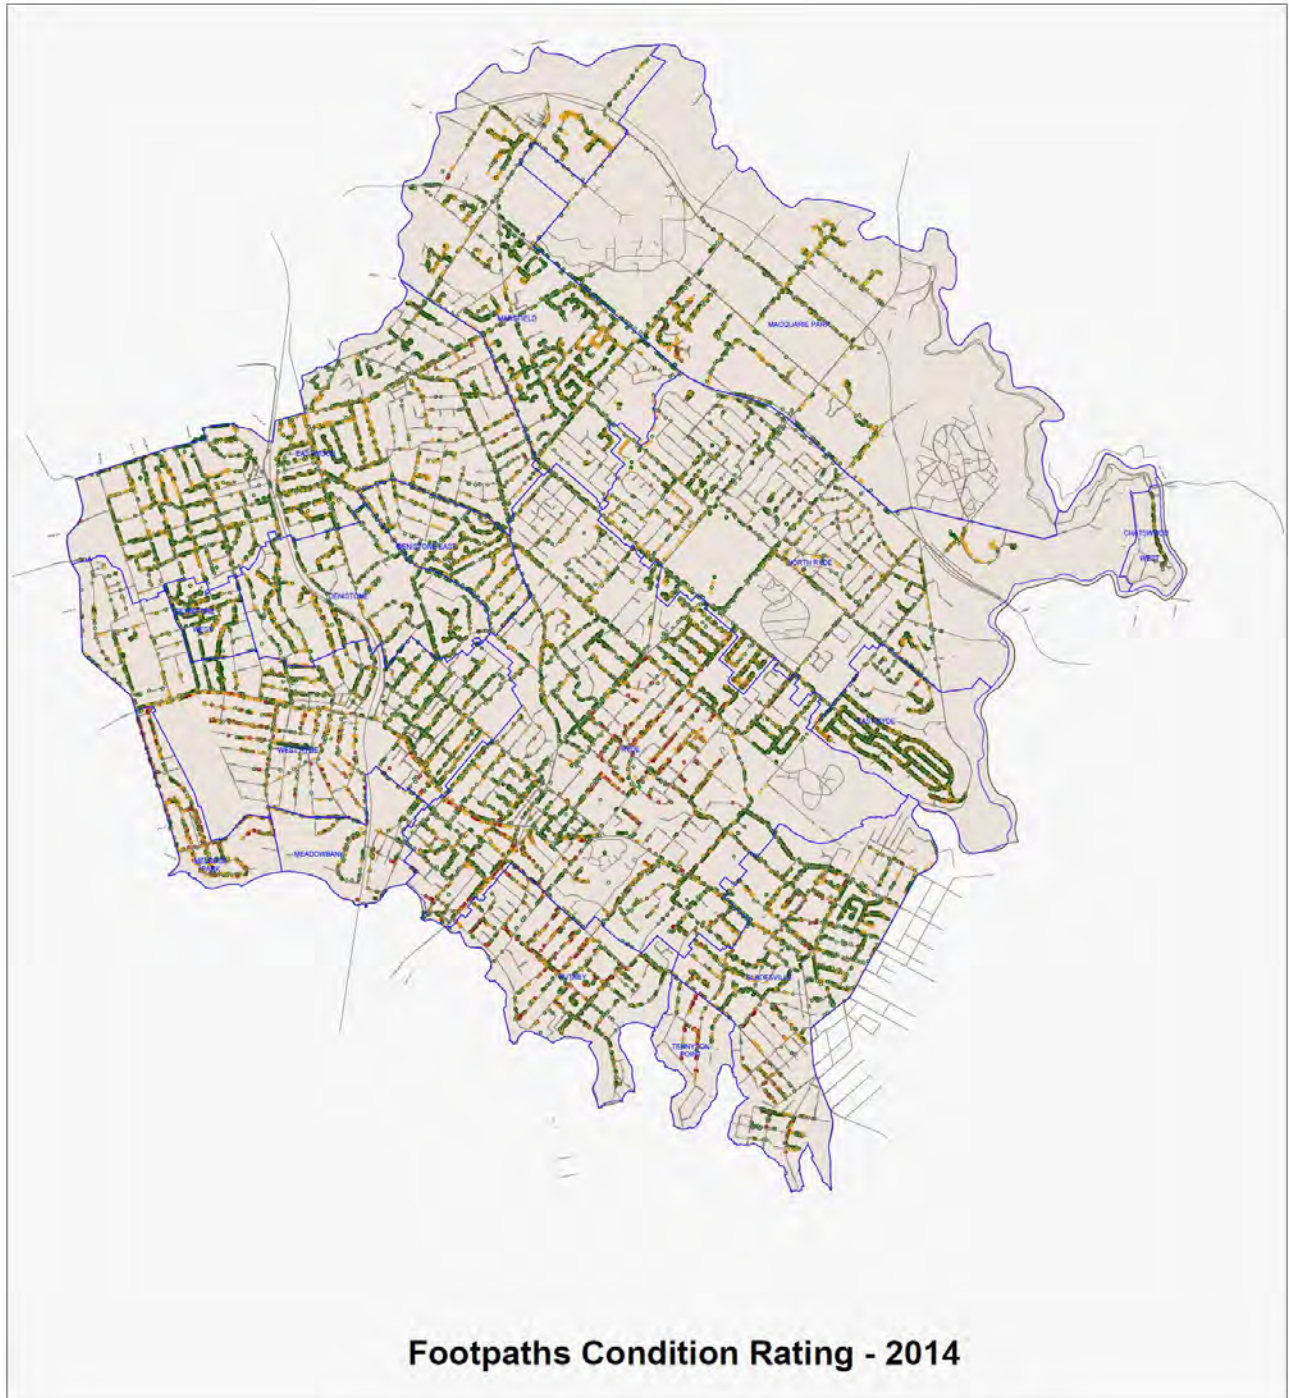 MARSFIELD
MACQUARIE PARK
EASTWOOD
CHATSWOOD
WEST
DENISTONE EAST
NORTH RYDE
DENISTONE
EAST RYDE
WEST RYDE
RYDE
MEADOWBANK
PARK
PUTNEY
GLADESVILLE
TENNYSON
POINT
Footpaths Condition Rating - 2014